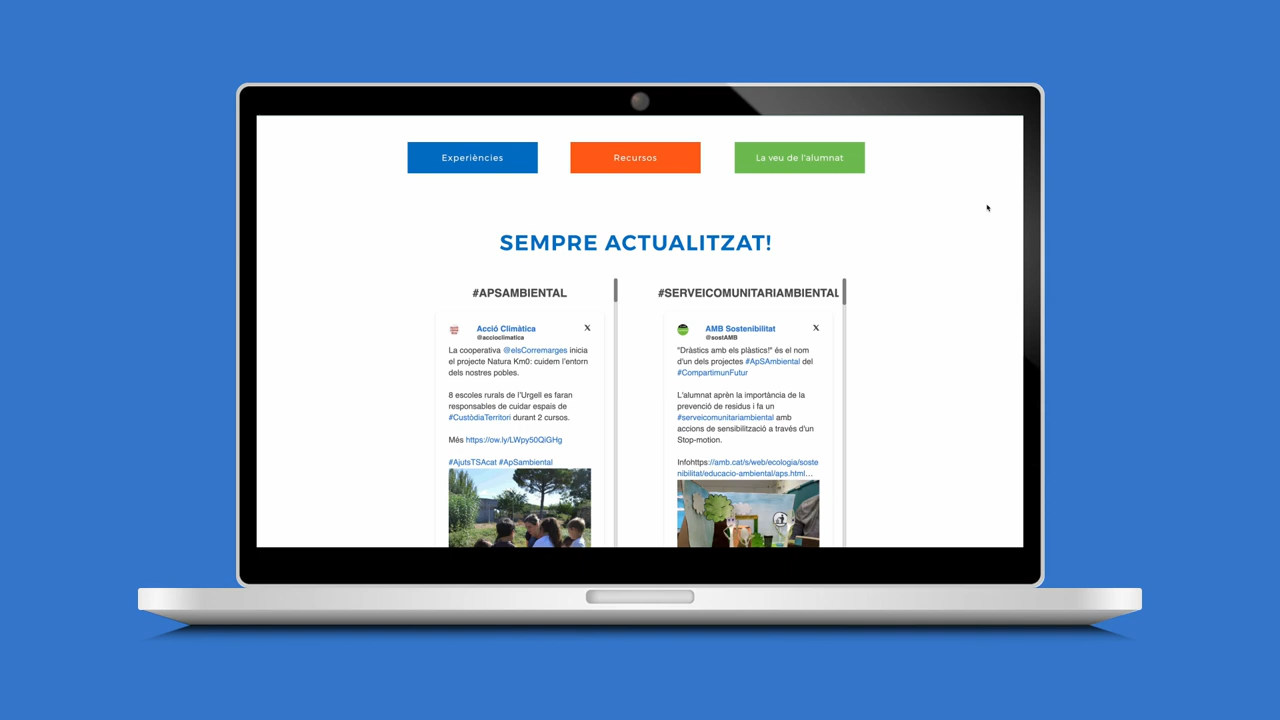 Experiències
Recursos
La veu de l'alumnat
SEMPRE ACTUALITZAT!
#APSAMBIENTAL
Acció Climàtica
@accioclimatica
La cooperativa @elsCorremarges inicia
el projecte Natura Km0: cuidem l'entorn
dels nostres pobles.
8 escoles rurals de l'Urgell es faran
responsables de cuidar espais de
#CustòdiaTerritori durant 2 cursos.
Més https://ow.ly/LWpy50QiGHg
#AjutsTSAcat #ApSambiental
#SERVEICOMUNITARIAMBIENTAL
AMB Sostenibilitat
@sostAMB
"Dràstics amb els plàstics!" és el nom
d'un dels projectes #ApSAmbiental del
#CompartimunFutur
L'alumnat aprèn la importància de la
prevenció de residus i fa un
#serveicomunitariambiental amb
accions de sensibilització a través d'un
Stop-motion.
Infohttps://amb.cat/s/web/ecologia/soste
nibilitat/educacio-ambiental/aps.html…